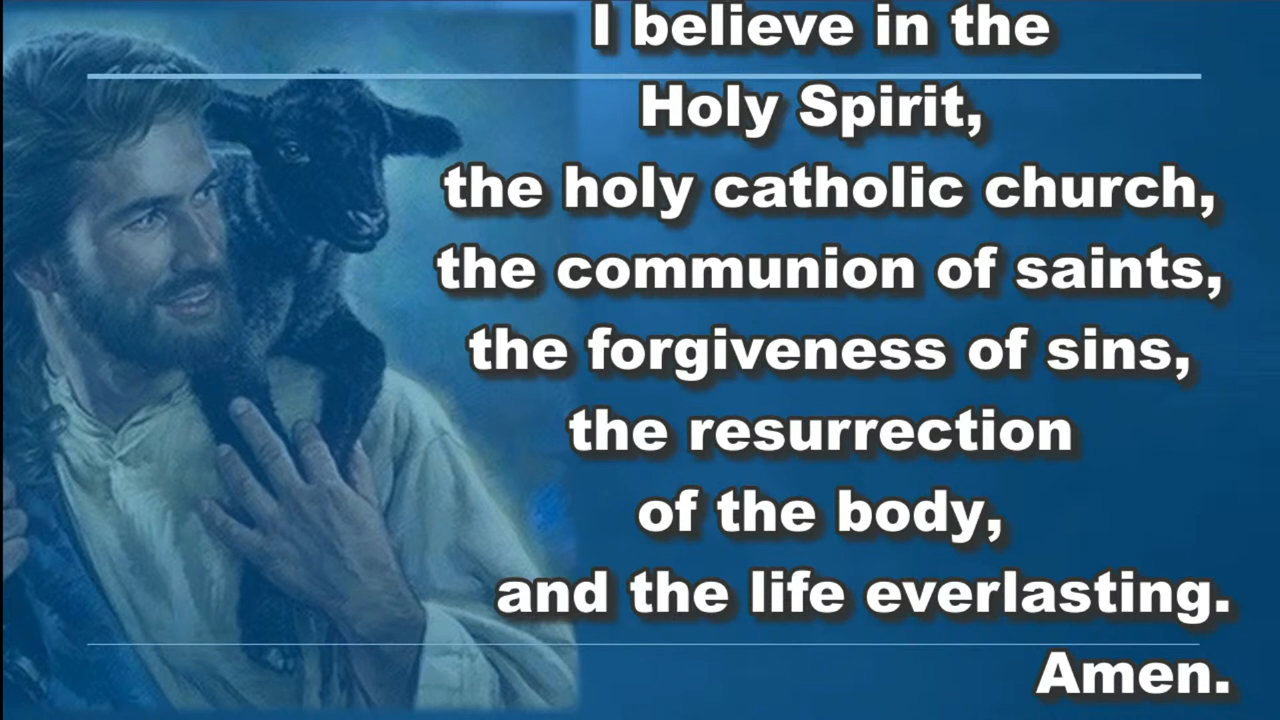 I believe in the
Holy Spirit,
the holy catholic church,
the communion of saints,
the forgiveness of sins,
the resurrection
of the body,
and the life everlasting.
Amen.